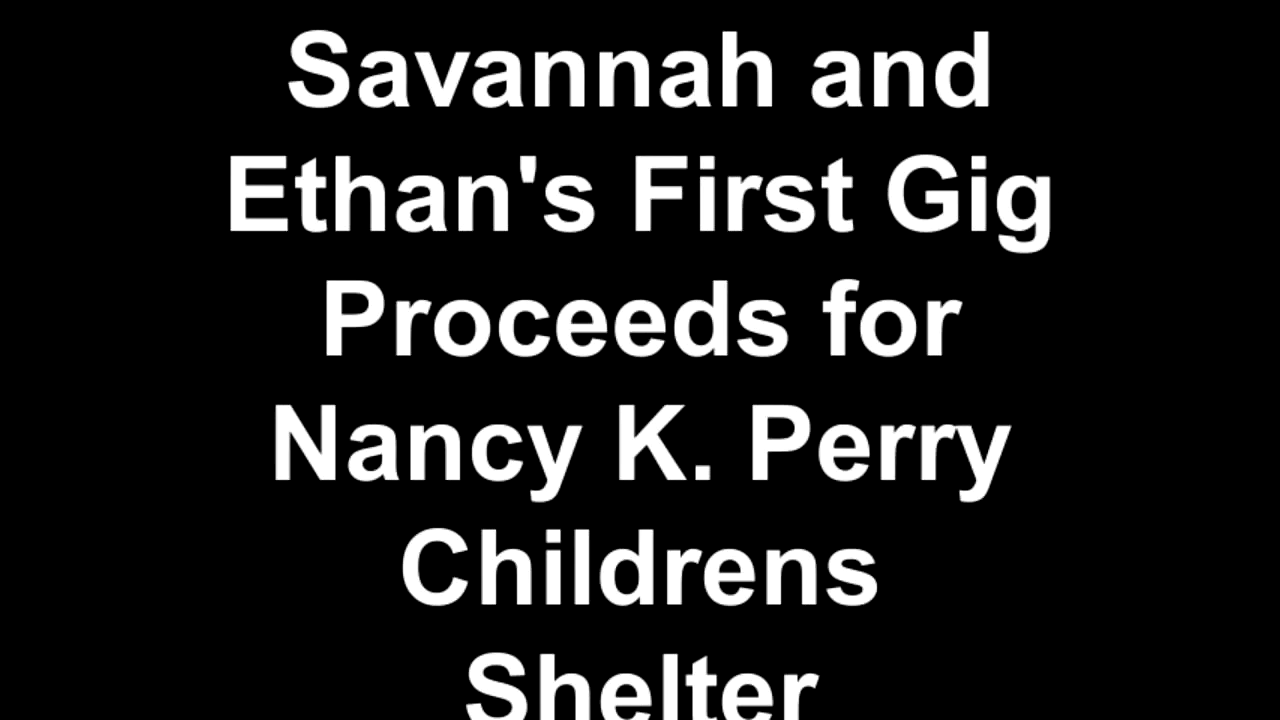 Savannah and
Ethan's First Gig
Proceeds for
Nancy K. Perry
Childrens
Shelter